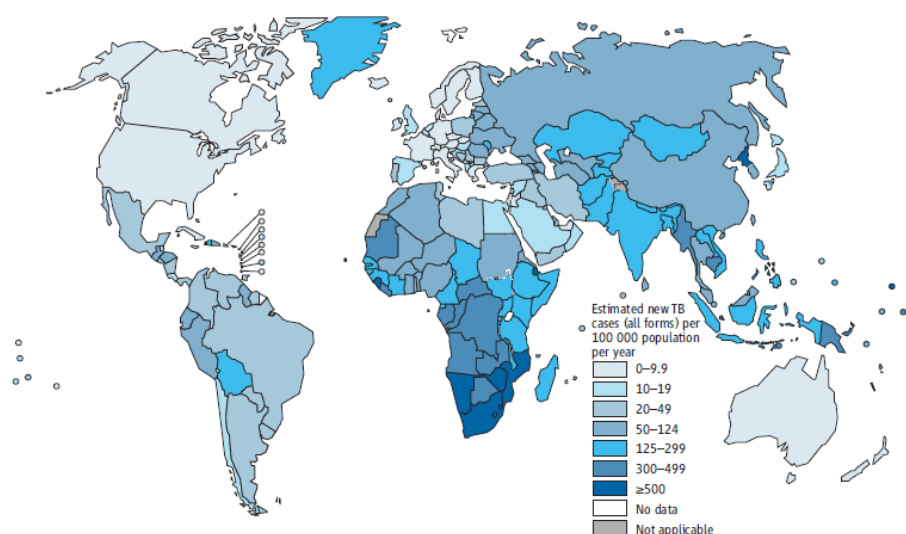 Estimated new TB
cases (all forms) per
100 000 population
per year
0–9.9
10–19
20–49
50–124
125–299
300–499
≥500
No data
Not applicable